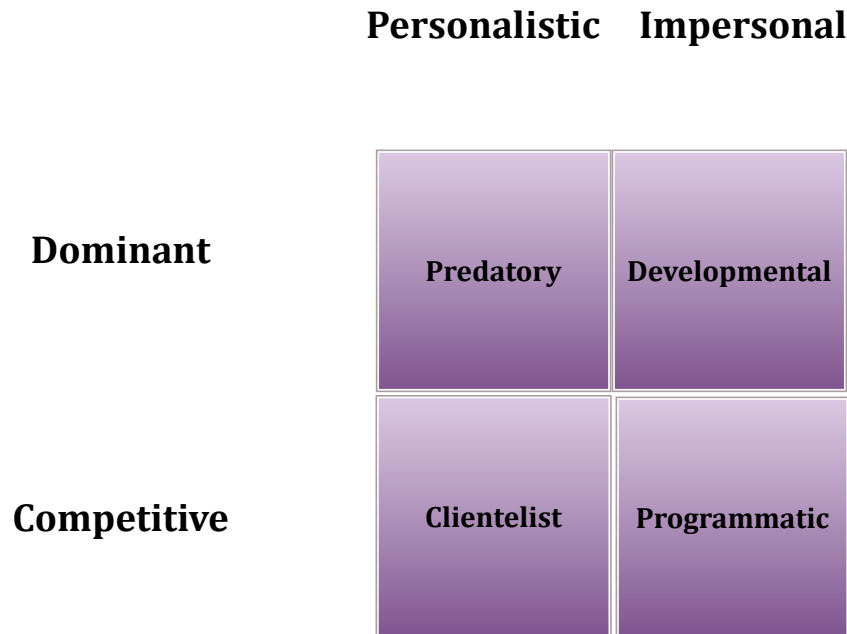 Personalistic Impersonal
Dominant
Predatory Developmental
Competitive
Clientelist Programmatic